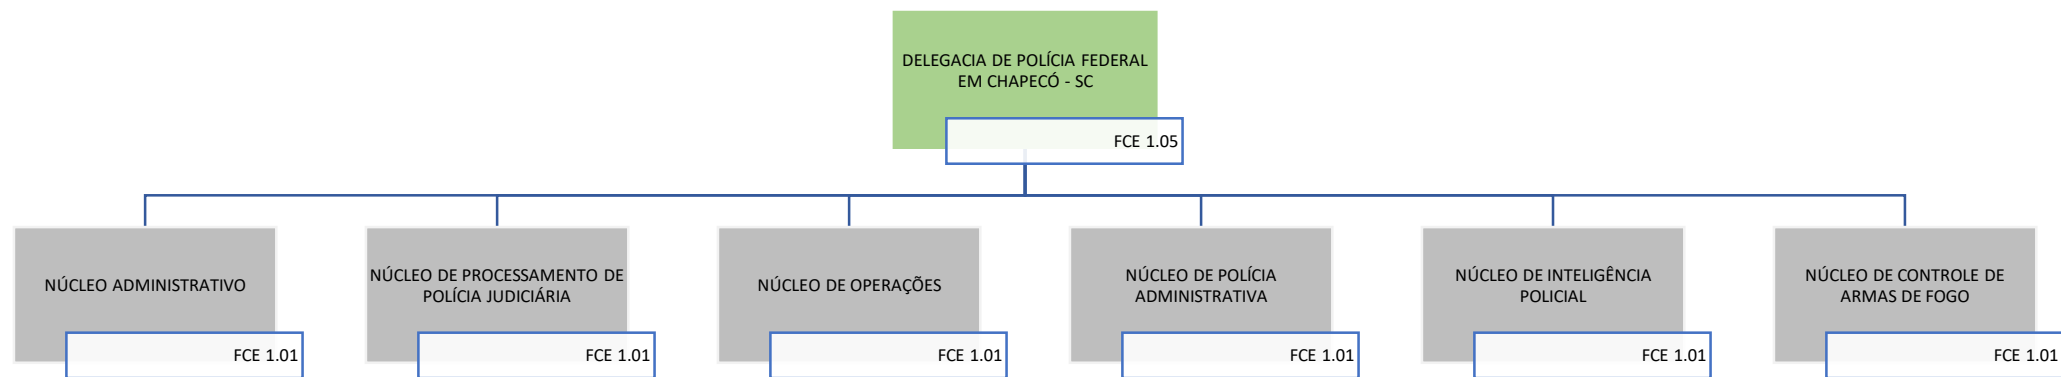 DELEGACIA DE POLÍCIA FEDERAL
EM CHAPECÓ - SC
FCE 1.05
NÚCLEO ADMINISTRATIVO
FCE 1.01
NÚCLEO DE PROCESSAMENTO DE
POLÍCIA JUDICIÁRIA
FCE 1.01
NÚCLEO DE OPERAÇÕES
FCE 1.01
NÚCLEO DE POLÍCIA
ADMINISTRATIVA
FCE 1.01
NÚCLEO DE INTELIGÊNCIA
POLICIAL
FCE 1.01
NÚCLEO DE CONTROLE DE
ARMAS DE FOGO
FCE 1.01